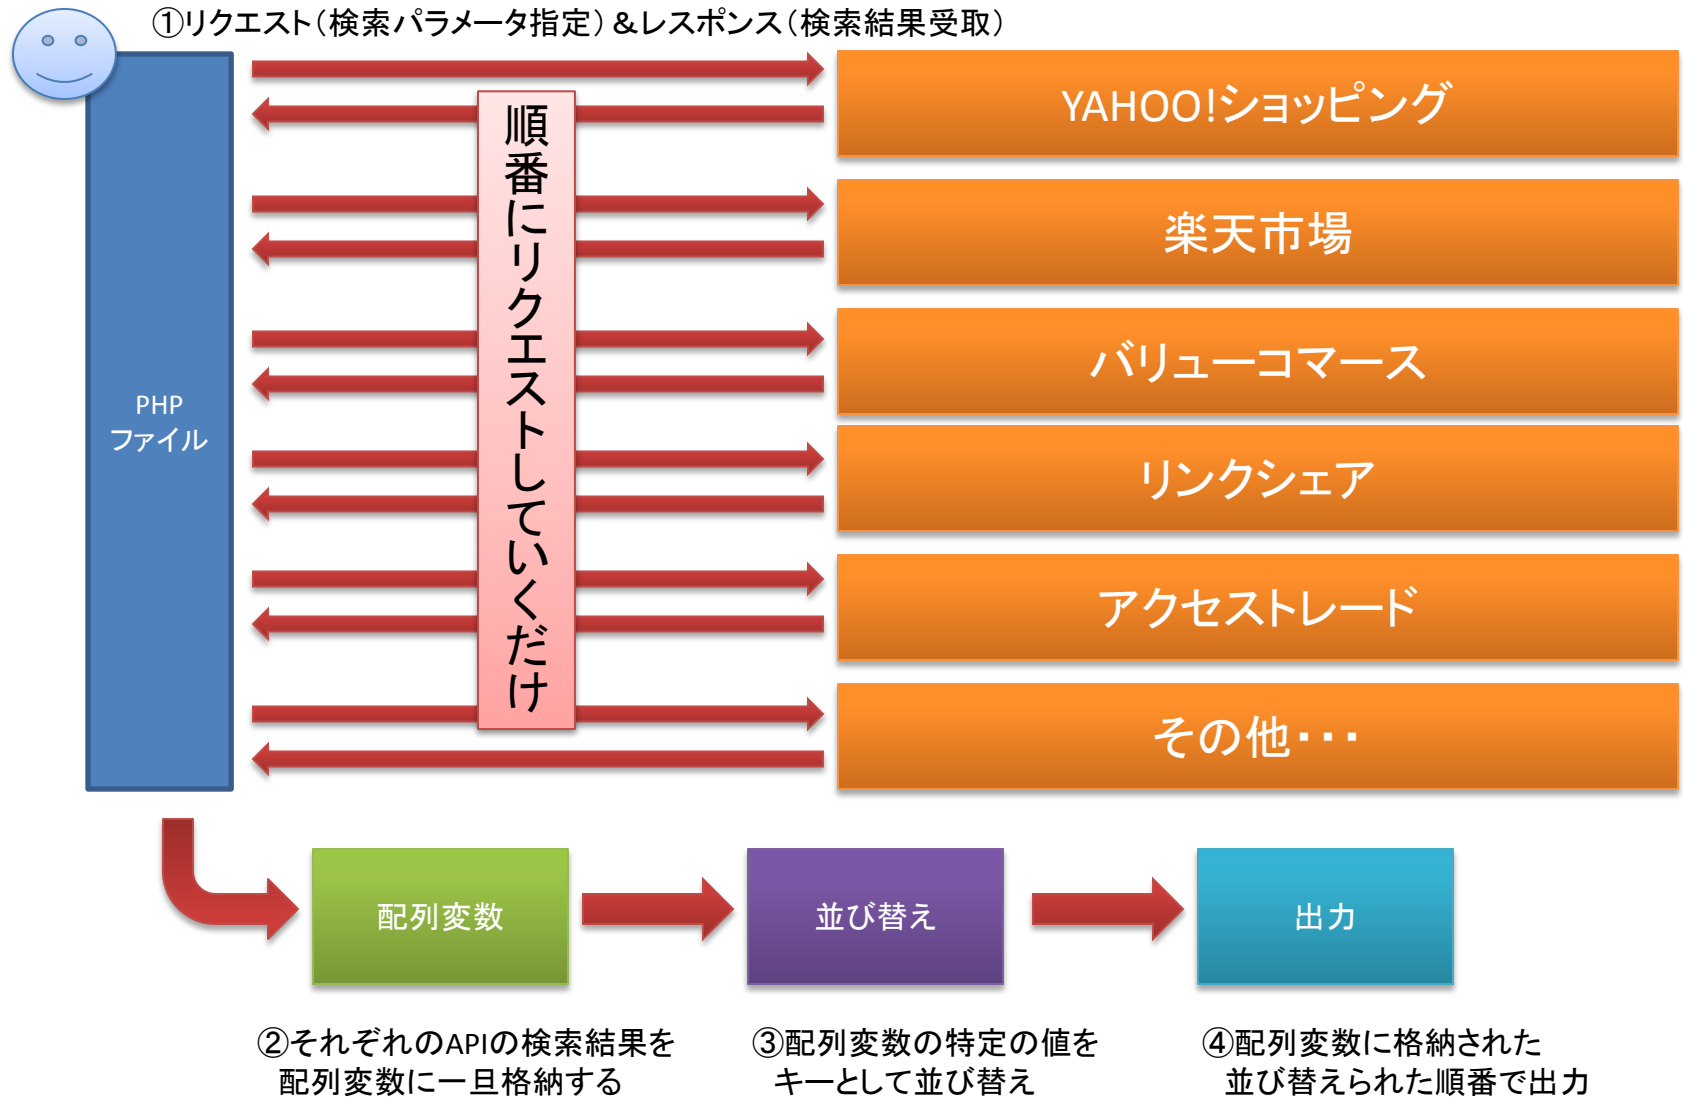 ①リクエスト（検索パラメータ指定）＆レスポンス（検索結果受取）
PHP
ファイル
順番にリクエストしていくだけ
YAHOO!ショッピング
楽天市場
バリューコマース
リンクシェア
アクセストレード
その他・・・
配列変数
並び替え
出力
②それぞれのAPIの検索結果を
配列変数に一旦格納する
③配列変数の特定の値を
キーとして並び替え
④配列変数に格納された
並び替えられた順番で出力